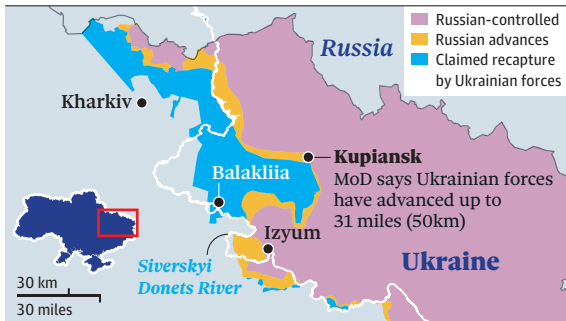 Russian-controlled
Russian advances
Claimed recapture
by Ukrainian forces
Russia
Kharkiv
Kupiansk
MoD says Ukrainian forces
have advanced up to
31 miles (50km)
Balakliia
Izyum
Ukraine
Siverskyi
Donets River
30 km
30 miles